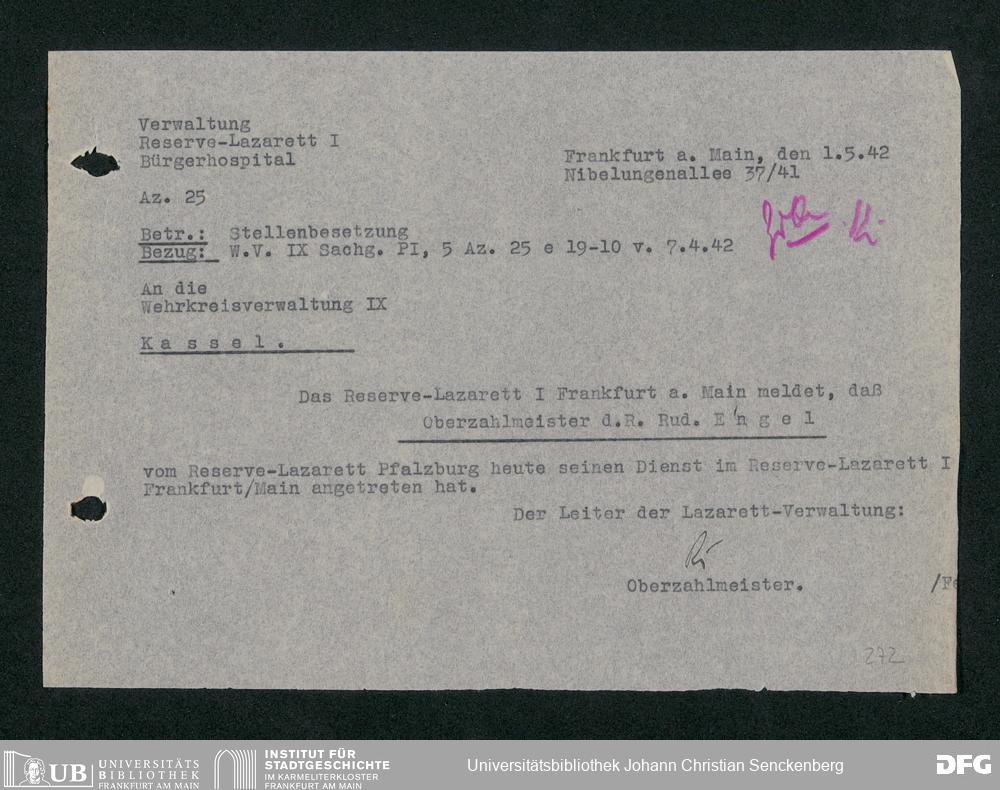 Verwaltung
Reserve-Lazarett I
Bürgerhospital
Frankfurt a. Main, den 1.5.42
Nibelungenallee 37/41
Az. 25
Betr.: Stellenbesetzung
Bezug: W.V. IX Sachg. PI, 5 Az. 25 e 19-10 v. 7.4.42
An die
Wehrkreisverwaltung IX
K a s s e l .
Das Reserve-Lazarett I Frankfurt a. Main meldet, daß
Oberzahlmeister d.R. Rud. E n g e l
vom Reserve-Lazarett Pfalzburg heute seinen Dienst im Reserve-Lazarett I
Frankfurt/Main angetreten hat.
Der Leiter der Lazarett-Verwaltung:
Oberzahlmeister.
/Fe
272
UB UNIVERSITÄTS
BIBLIOTHEK
FRANKFURT AM MAIN
INSTITUT FÜR
STADTGESCHICHTE
IM KARMELITERKLOSTER
FRANKFURT AM MAIN
Universitätsbibliothek Johann Christian Senckenberg
DFG